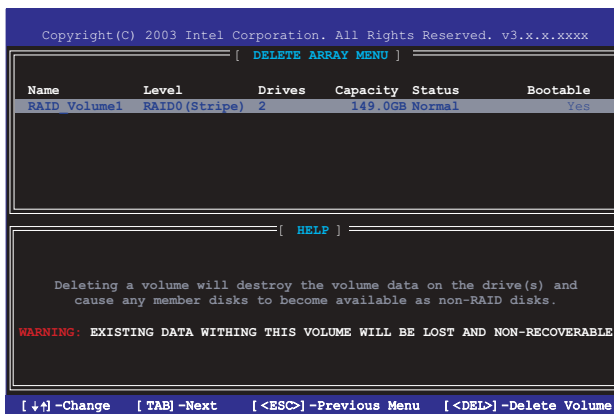 Copyright(C) 2003 Intel Corporation. All Rights Reserved. v3.x.x.xxxx
[ DELETE ARRAY MENU ]
Name Level Drives Capacity Status Bootable
RAID_Volume1 RAID0(Stripe) 2 149.0GB Normal Yes
[ HELP ]
Deleting a volume will destroy the volume data on the drive(s) and
cause any member disks to become available as non-RAID disks.
WARNING: EXISTING DATA WITHING THIS VOLUME WILL BE LOST AND NON-RECOVERABLE
[↓↑]-Change [TAB]-Next [<ESC>]-Previous Menu [<DEL>]-Delete Volume